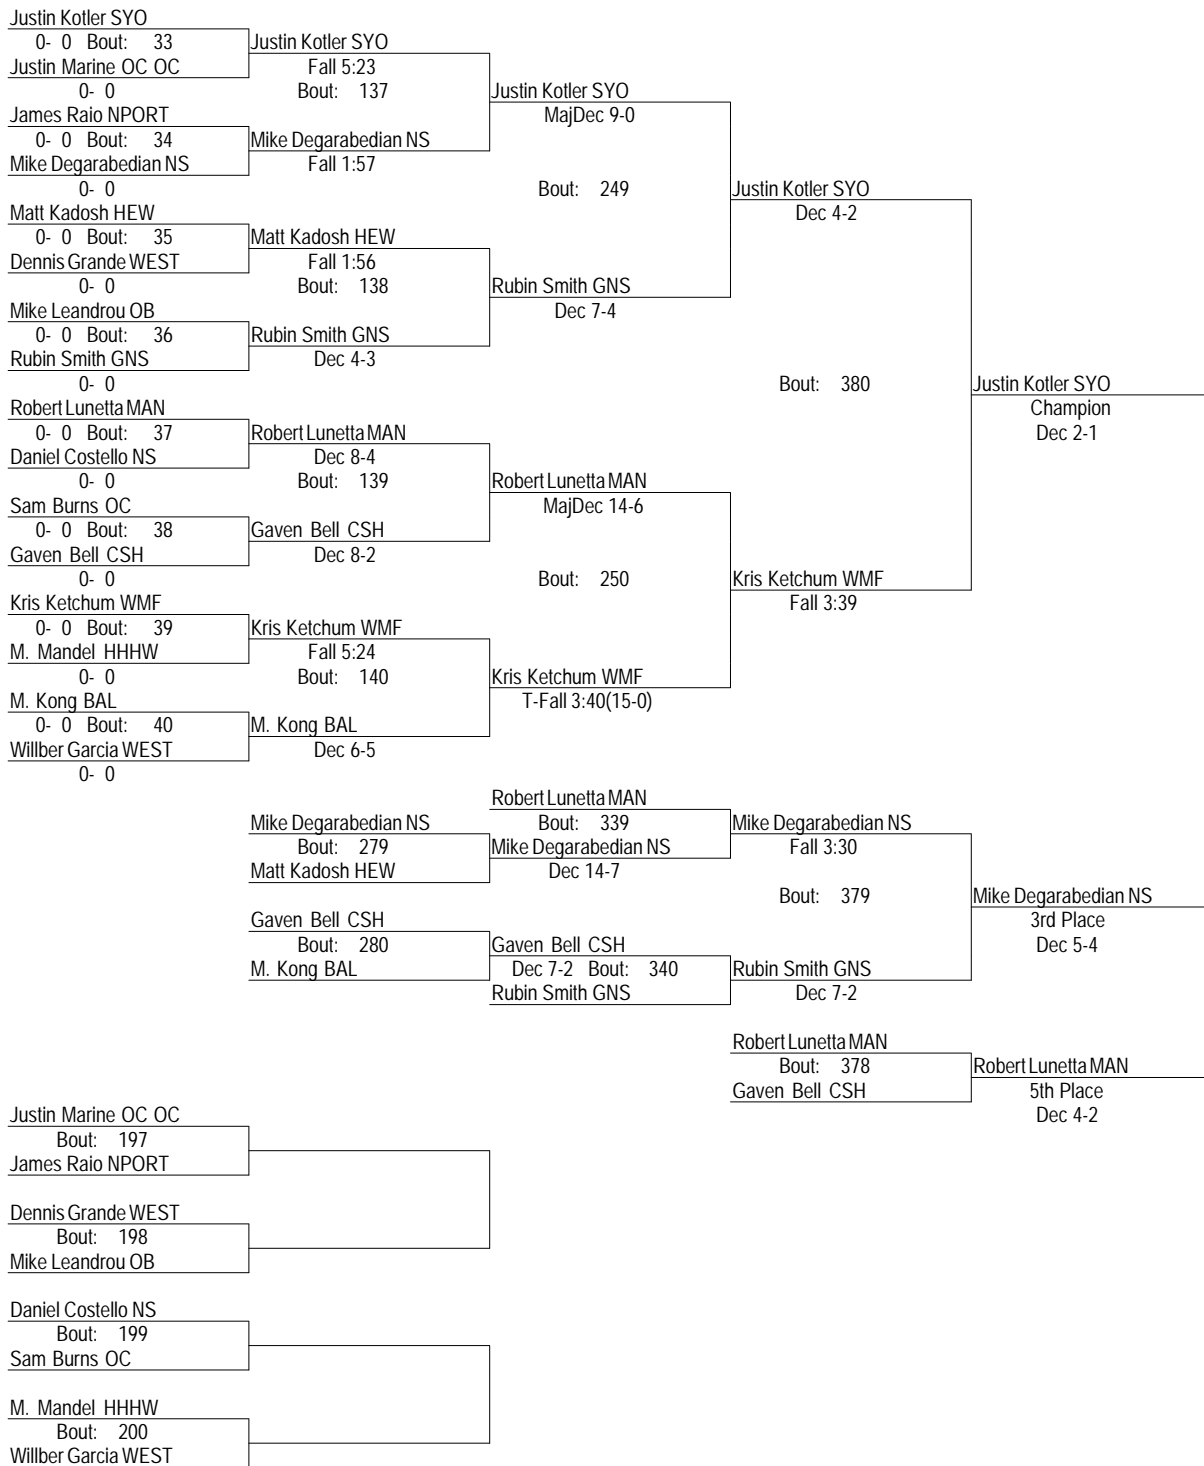 Justin Kotler SYO
0- 0 Bout: 33
Justin Kotler SYO
Justin Marine OC OC
Fall 5:23
0- 0
Bout: 137
Justin Kotler SYO
James Raio NPORT
MajDec 9-0
0- 0 Bout: 34
Mike Degarabedian NS
Mike Degarabedian NS
Fall 1:57
0- 0
Bout: 249
Justin Kotler SYO
Matt Kadosh HEW
Dec 4-2
0- 0 Bout: 35
Matt Kadosh HEW
Dennis Grande WEST
Fall 1:56
0- 0
Bout: 138
Rubin Smith GNS
Mike Leandrou OB
Dec 7-4
0- 0 Bout: 36
Rubin Smith GNS
Rubin Smith GNS
Dec 4-3
0- 0
Bout: 380
Justin Kotler SYO
Robert Lunetta MAN
Champion
0- 0 Bout: 37
Robert Lunetta MAN
Dec 2-1
Daniel Costello NS
Dec 8-4
0- 0
Bout: 139
Robert Lunetta MAN
Sam Burns OC
MajDec 14-6
0- 0 Bout: 38
Gaven Bell CSH
Gaven Bell CSH
Dec 8-2
0- 0
Bout: 250
Kris Ketchum WMF
Kris Ketchum WMF
Fall 3:39
0- 0 Bout: 39
Kris Ketchum WMF
M. Mandel HHHW
Fall 5:24
0- 0
Bout: 140
Kris Ketchum WMF
M. Kong BAL
T-Fall 3:40(15-0)
0- 0 Bout: 40
M. Kong BAL
Willber Garcia WEST
Dec 6-5
0- 0
Robert Lunetta MAN
Mike Degarabedian NS
Bout: 339
Mike Degarabedian NS
Bout: 279
Mike Degarabedian NS
Fall 3:30
Matt Kadosh HEW
Dec 14-7
Bout: 379
Mike Degarabedian NS
Gaven Bell CSH
3rd Place
Bout: 280
Gaven Bell CSH
Dec 5-4
M. Kong BAL
Dec 7-2 Bout: 340
Rubin Smith GNS
Rubin Smith GNS
Dec 7-2
Robert Lunetta MAN
Bout: 378
Robert Lunetta MAN
Gaven Bell CSH
5th Place
Dec 4-2
Justin Marine OC OC
Bout: 197
James Raio NPORT
Dennis Grande WEST
Bout: 198
Mike Leandrou OB
Daniel Costello NS
Bout: 199
Sam Burns OC
M. Mandel HHHW
Bout: 200
Willber Garcia WEST